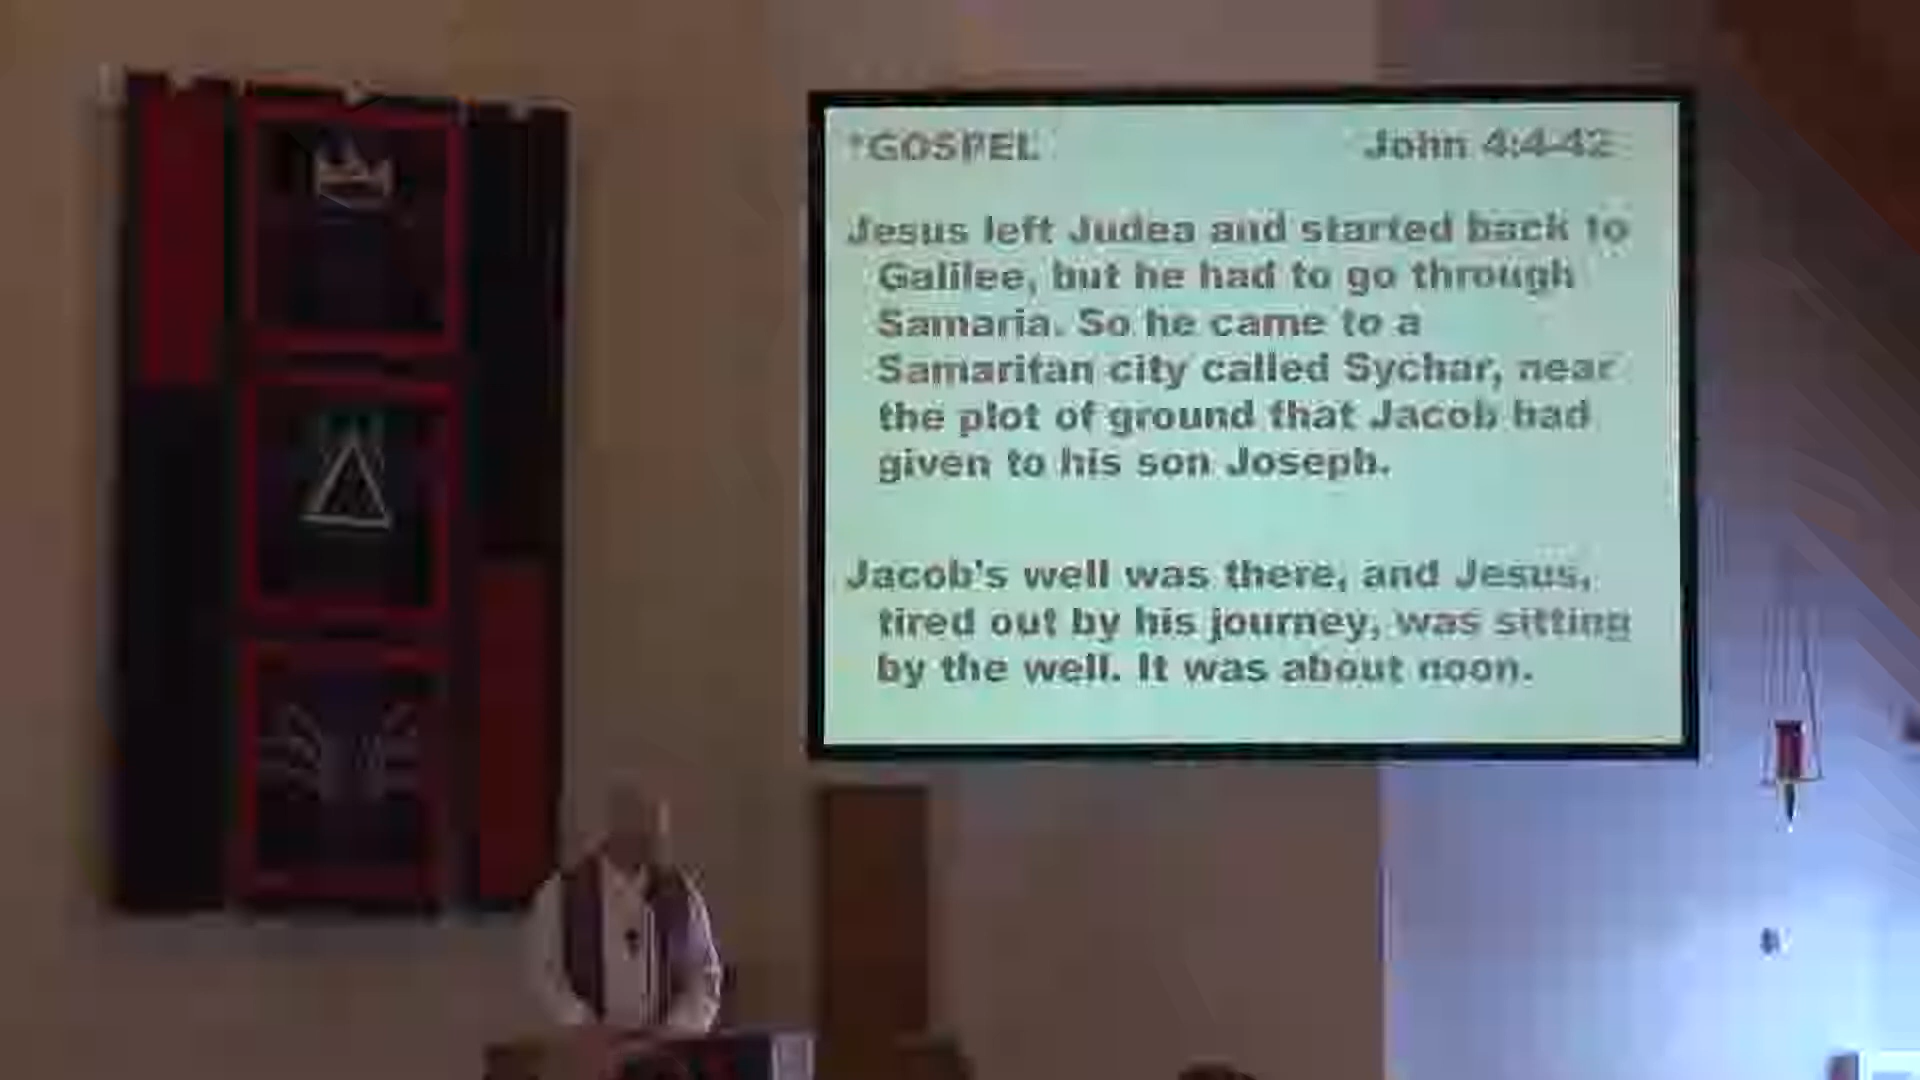 *GOSPEL John 4:4-42
Jesus left Judea and started back to
Galilee, but he had to go through
Samaria. So he came to a
Samaritan city called Sychar, near
the plot of ground that Jacob had
given to his son Joseph.
Jacob's well was there, and Jesus,
tired out by his journey, was sitting
by the well. It was about noon.